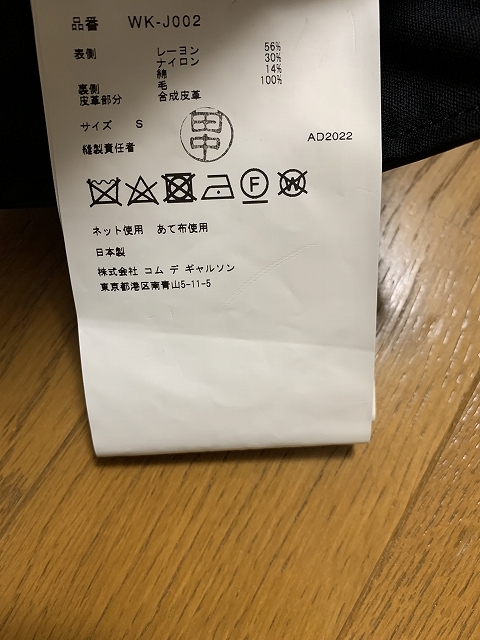 品番 WK-J002
表側 レーヨン 56%
ナイロン 30%
綿 14%
裏側 毛 100%
皮革部分 合成皮革
サイズ S
縫製責任者 田中
AD2022
F W
ネット使用 あて布使用
日本製
株式会社 コム デ ギャルソン
東京都港区南青山5-11-5